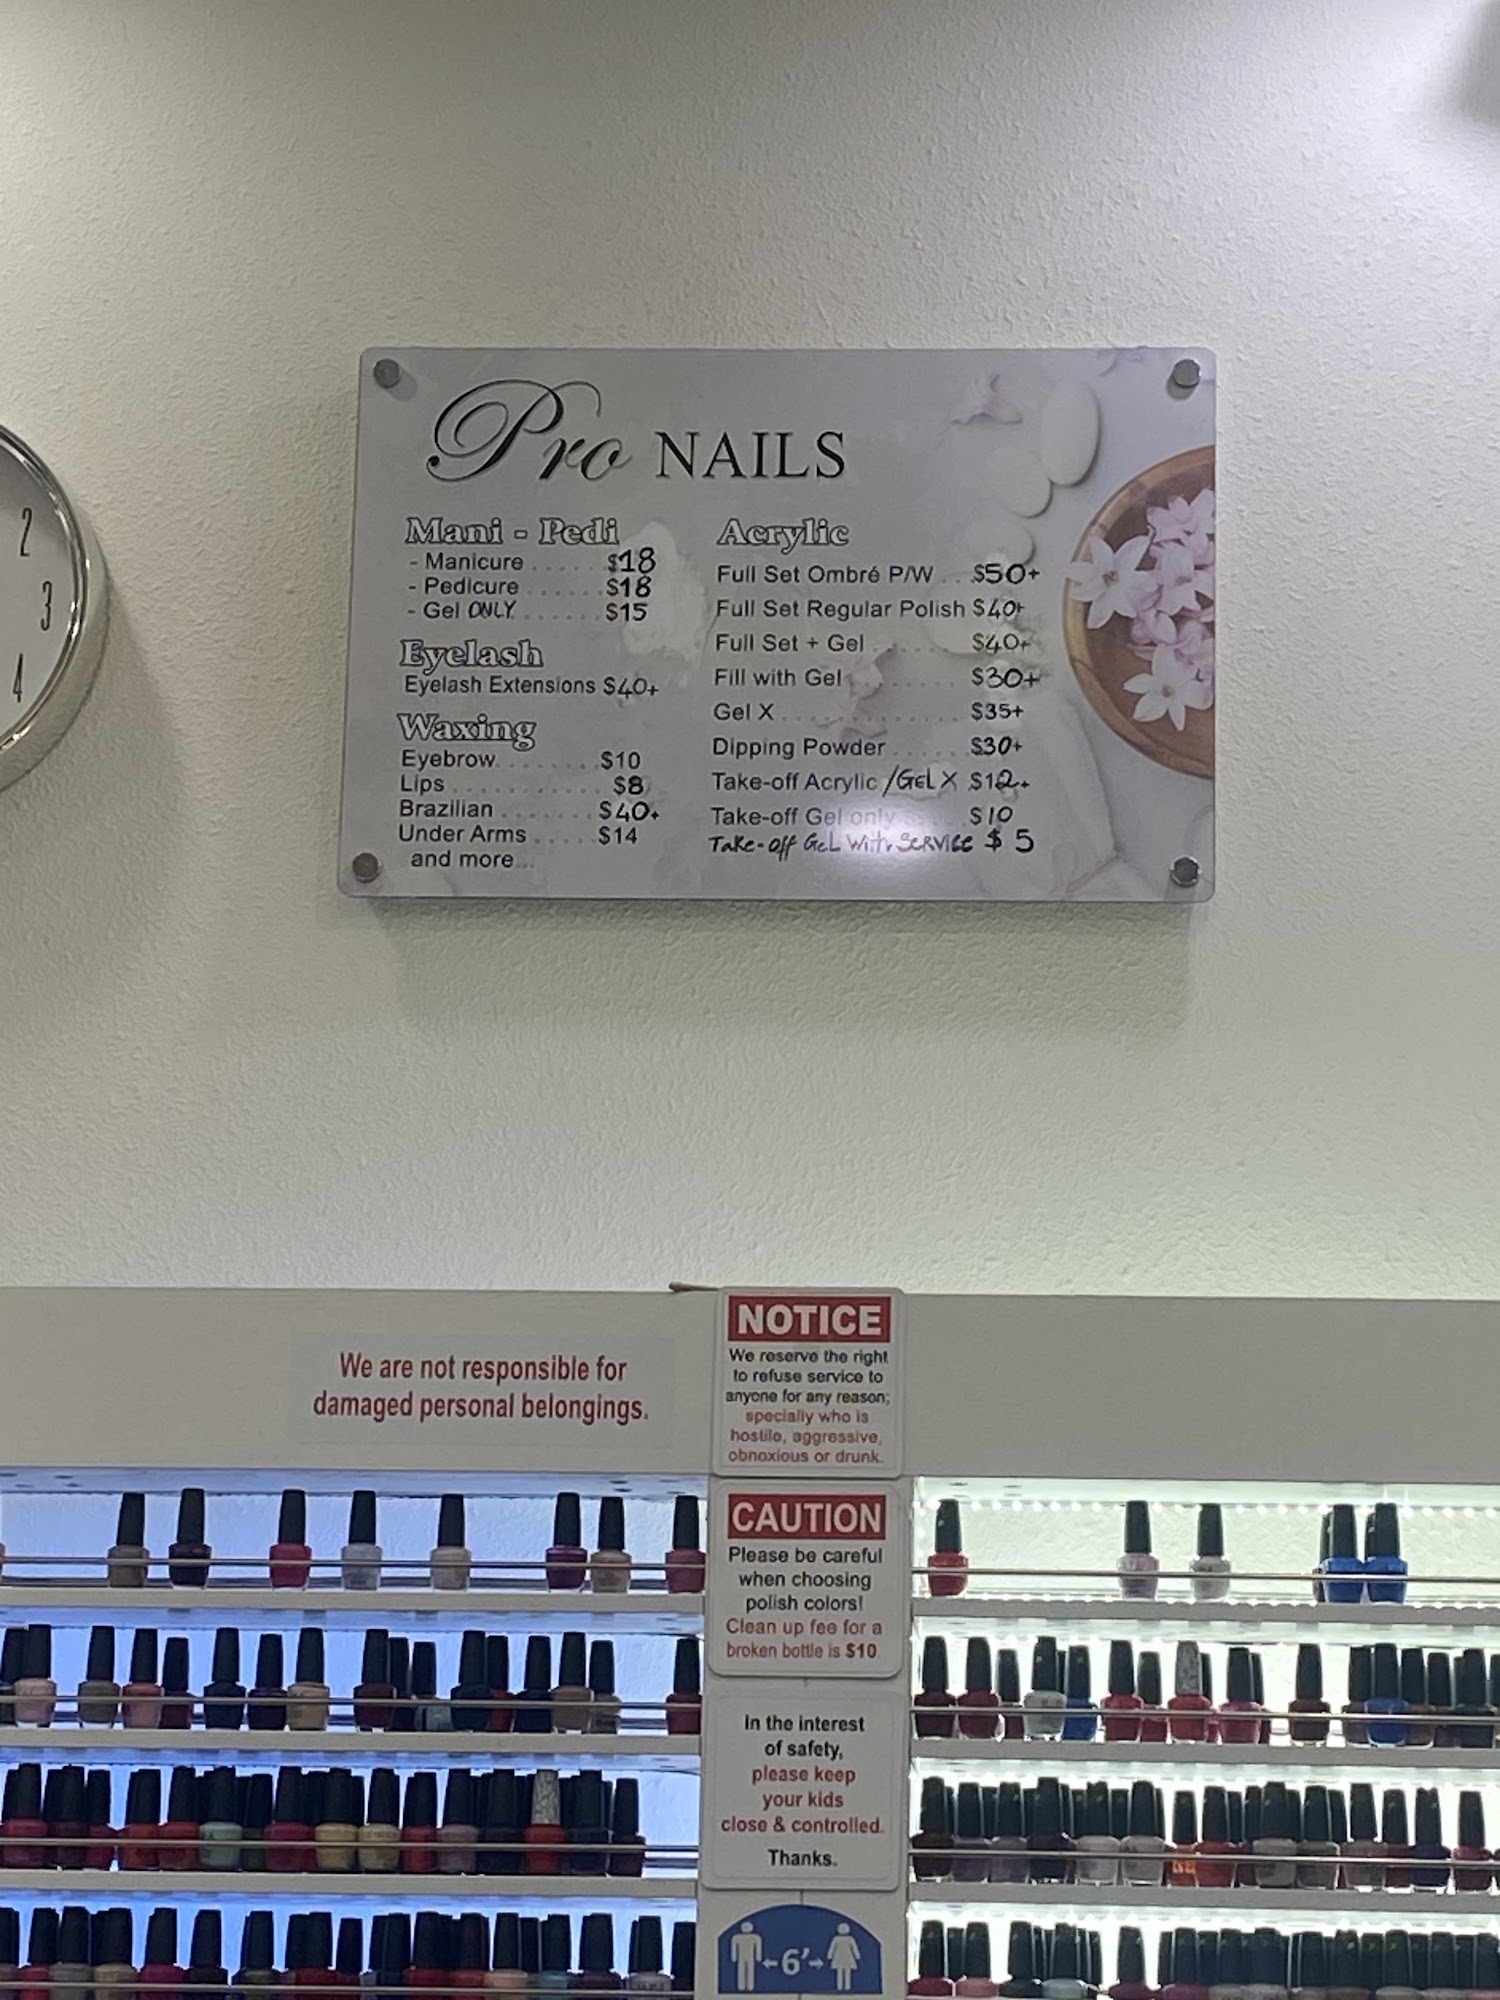 Pro NAILS
Mani - Pedi
- Manicure ..... $18
- Pedicure ...... $18
- Gel ONLY ...... $15
Eyelash
Eyelash Extensions $40+
Waxing
Eyebrow ........ $10
Lips ............ $8
Brazilian ....... $40+
Under Arms ..... $14
and more...
Acrylic
Full Set Ombré P/W ... $50+
Full Set Regular Polish $40+
Full Set + Gel ....... $40+
Fill with Gel ........ $30+
Gel X ............ $35+
Dipping Powder ...... $30+
Take-off Acrylic /GEL X $12+
Take-off Gel only ..... $10
Take-off GeL With SERVICE $5
2
3
4
We are not responsible for
damaged personal belongings.
NOTICE
We reserve the right
to refuse service to
anyone for any reason;
specially who is
hostile, aggressive,
obnoxious or drunk.
CAUTION
Please be careful
when choosing
polish colors!
Clean up fee for a
broken bottle is $10.
In the interest
of safety,
please keep
your kids
close & controlled.
Thanks.
6'